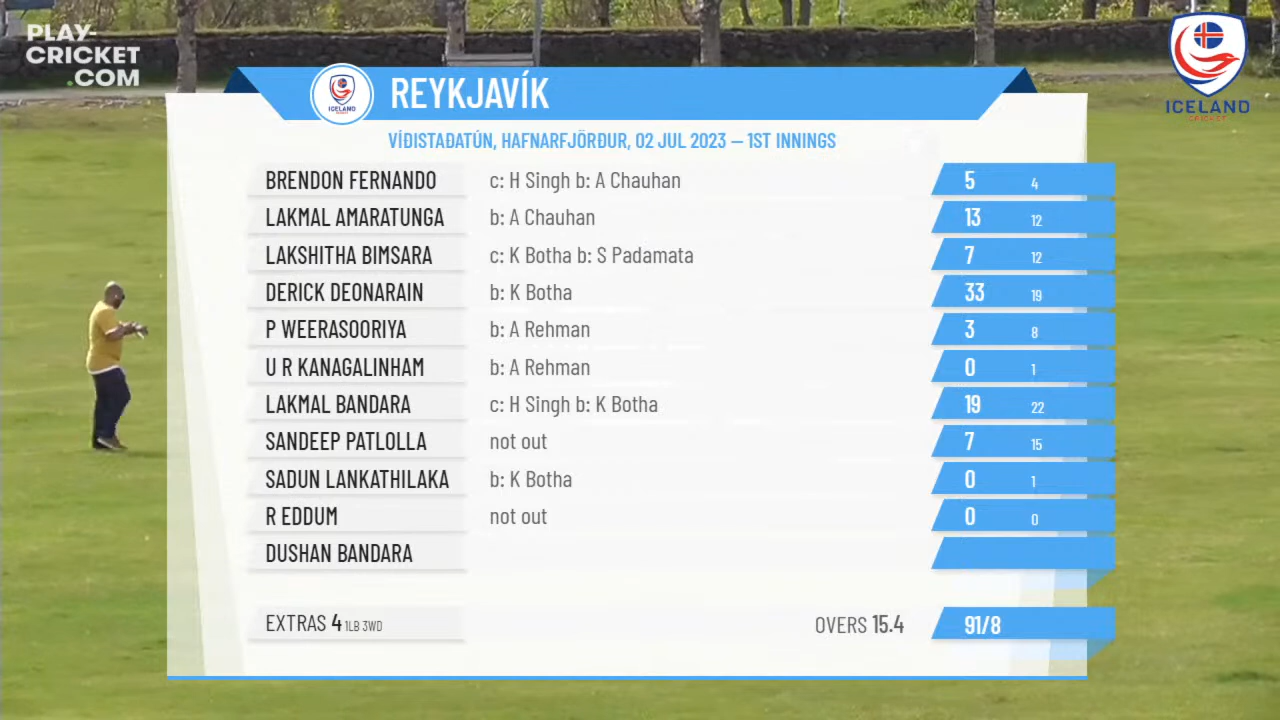 PLAY-
CRICKET
.COM
ICELAND
CRICKET
ICELAND
REYKJAVÍK
VÍÐISTAÐATÚN, HAFNARFJÖRÐUR, 02 JUL 2023 – 1ST INNINGS
BRENDON FERNANDO c: H Singh b: A Chauhan 5 4
LAKMAL AMARATUNGA b: A Chauhan 13 12
LAKSHITHA BIMSARA c: K Botha b: S Padamata 7 12
DERICK DEONARAIN b: K Botha 33 19
P WEERASOORIYA b: A Rehman 3 8
U R KANAGALINHAM b: A Rehman 0 1
LAKMAL BANDARA c: H Singh b: K Botha 19 22
SANDEEP PATLOLLA not out 7 15
SADUN LANKATHILAKA b: K Botha 0 1
R EDDUM not out 0 0
DUSHAN BANDARA
EXTRAS 4 1LB 3WD OVERS 15.4 91/8